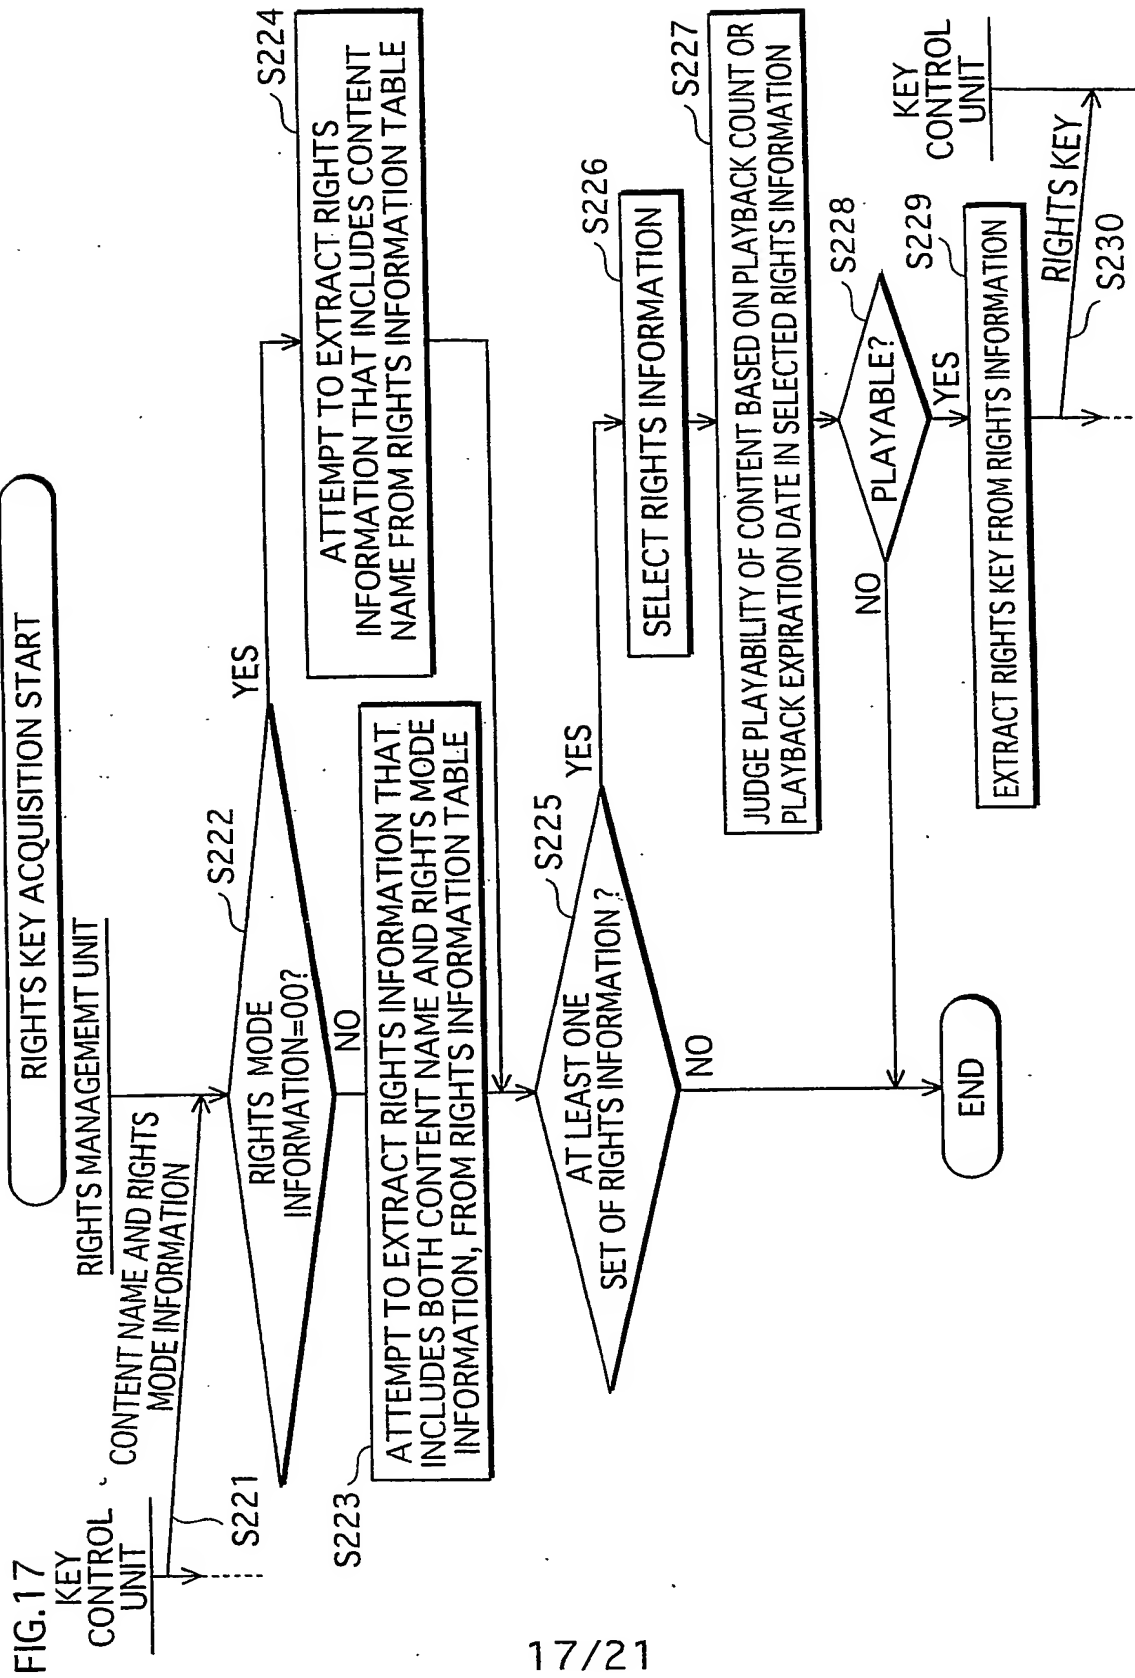 FIG.17
RIGHTS KEY ACQUISITION START
KEY
CONTROL
UNIT
RIGHTS MANAGEMEMT UNIT
CONTENT NAME AND RIGHTS
MODE INFORMATION
S221
S222
RIGHTS MODE
INFORMATION=00?
YES
NO
S223
ATTEMPT TO EXTRACT RIGHTS INFORMATION THAT
INCLUDES BOTH CONTENT NAME AND RIGHTS MODE
INFORMATION, FROM RIGHTS INFORMATION TABLE
S224
ATTEMPT TO EXTRACT RIGHTS
INFORMATION THAT INCLUDES CONTENT
NAME FROM RIGHTS INFORMATION TABLE
S225
AT LEAST ONE
SET OF RIGHTS INFORMATION?
YES
NO
S226
SELECT RIGHTS INFORMATION
S227
JUDGE PLAYABILITY OF CONTENT BASED ON PLAYBACK COUNT OR
PLAYBACK EXPIRATION DATE IN SELECTED RIGHTS INFORMATION
S228
PLAYABLE?
NO
YES
S229
EXTRACT RIGHTS KEY FROM RIGHTS INFORMATION
KEY
CONTROL
UNIT
RIGHTS KEY
S230
END
17/21